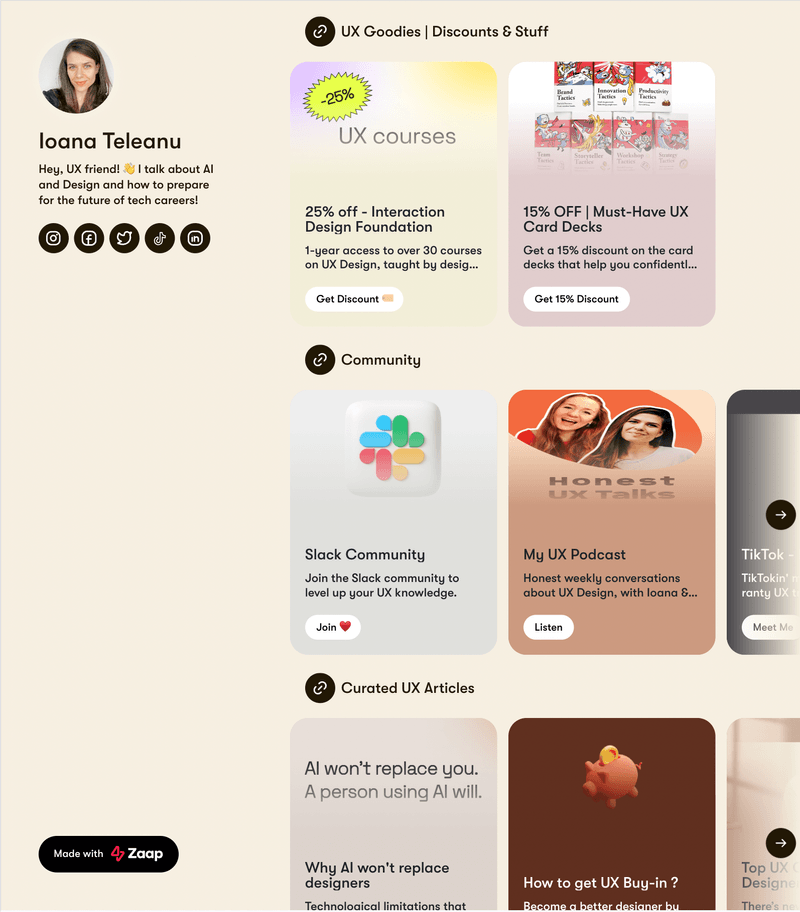 Ioana Teleanu
Hey, UX friend! 👋 I talk about AI
and Design and how to prepare
for the future of tech careers!
Made with Zaap
UX Goodies | Discounts & Stuff
-25%
UX courses
25% off - Interaction
Design Foundation
1-year access to over 30 courses
on UX Design, taught by desig...
Get Discount
Brand
Tactics
Innovation
Tactics
Productivity
Tactics
Team
Tactics
Storyteller
Tactics
Workshop
Tactics
Strategy
Tactics
15% OFF | Must-Have UX
Card Decks
Get a 15% discount on the card
decks that help you confidentl...
Get 15% Discount
Community
Slack Community
Join the Slack community to
level up your UX knowledge.
Join ❤️
Honest
UX Talks
My UX Podcast
Honest weekly conversations
about UX Design, with Ioana &...
Listen
TikTok -
TikTokin'
ranty UX
Meet Me
Curated UX Articles
AI won't replace you.
A person using AI will.
Why AI won't replace
designers
Technological limitations that
How to get UX Buy-in ?
Become a better designer by
Top UX
Designe
There's